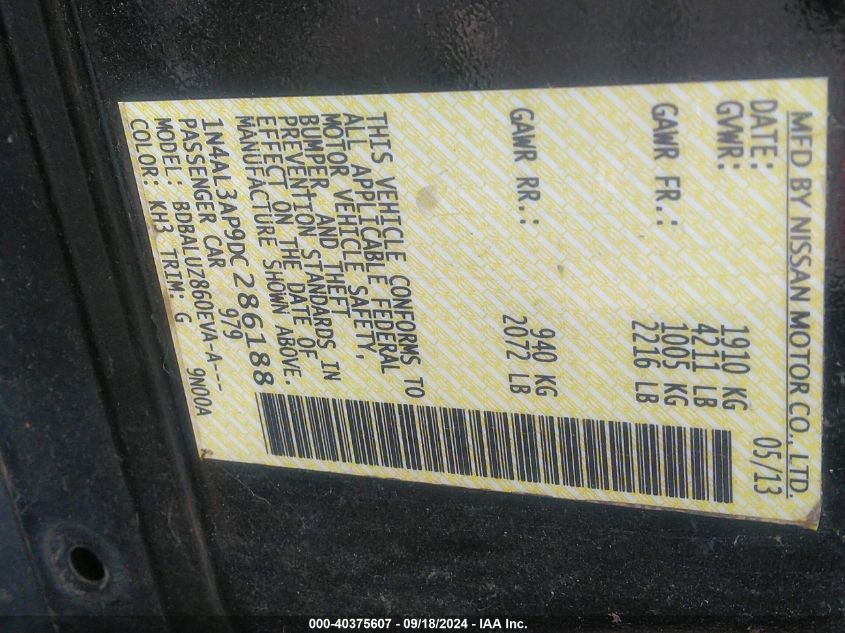 MFD BY NISSAN MOTOR CO., LTD.
DATE: 05/13
GVWR: 1910 KG
4211 LB
GAWR FR.: 1005 KG
2216 LB
GAWR RR.: 940 KG
2072 LB
THIS VEHICLE CONFORMS TO
ALL APPLICABLE FEDERAL
MOTOR VEHICLE SAFETY,
BUMPER, AND THEFT
PREVENTION STANDARDS IN
EFFECT ON THE DATE OF
MANUFACTURE SHOWN ABOVE.
1N4AL3AP9DC286188
PASSENGER CAR 979
MODEL: BDBALUZ860EVA-A---
COLOR: KH3 TRIM: G 9N00A
000-40375607 - 09/18/2024 - IAA Inc.